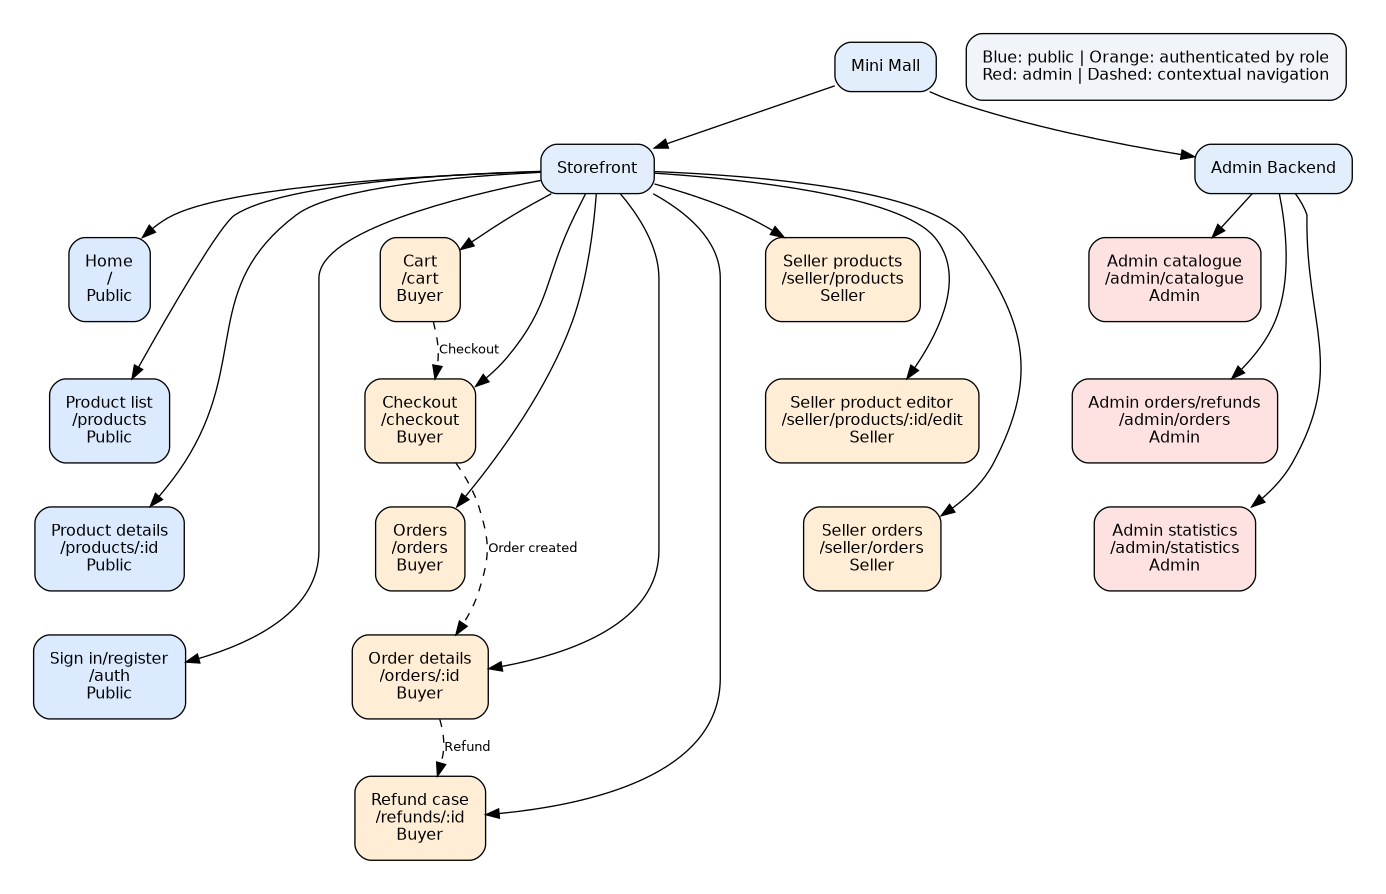 Mini Mall
Blue: public | Orange: authenticated by role
Red: admin | Dashed: contextual navigation
Storefront
Admin Backend
Home
/
Public
Cart
/cart
Buyer
Seller products
/seller/products
Seller
Admin catalogue
/admin/catalogue
Admin
Checkout
Product list
/products
Public
Checkout
/checkout
Buyer
Seller product editor
/seller/products/:id/edit
Seller
Admin orders/refunds
/admin/orders
Admin
Product details
/products/:id
Public
Orders
/orders
Buyer
Order created
Seller orders
/seller/orders
Seller
Admin statistics
/admin/statistics
Admin
Sign in/register
/auth
Public
Order details
/orders/:id
Buyer
Refund
Refund case
/refunds/:id
Buyer